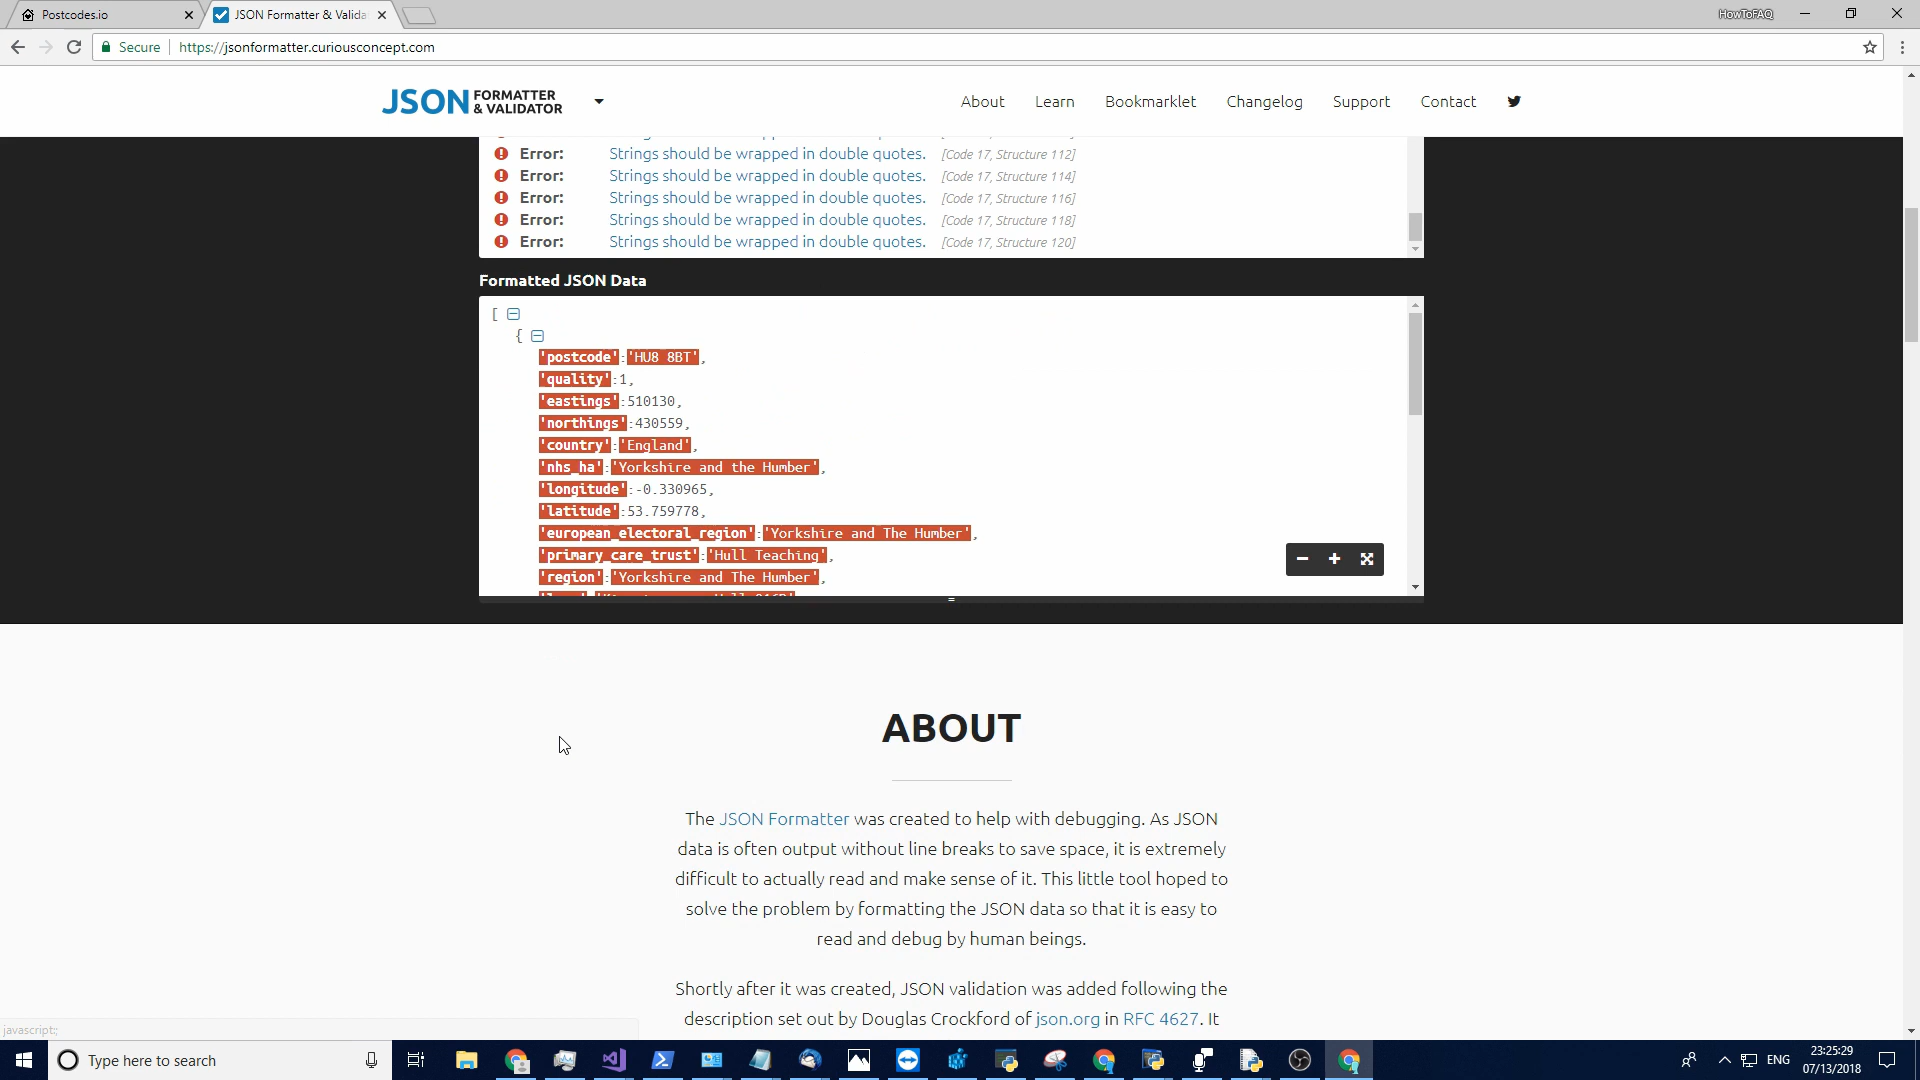 Postcodes.io
JSON Formatter & Valida
HowToFAQ
Secure
https://jsonformatter.curiousconcept.com
JSON FORMATTER & VALIDATOR
About
Learn
Bookmarklet
Changelog
Support
Contact
Error: Strings should be wrapped in double quotes. [Code 17, Structure 112]
Error: Strings should be wrapped in double quotes. [Code 17, Structure 114]
Error: Strings should be wrapped in double quotes. [Code 17, Structure 116]
Error: Strings should be wrapped in double quotes. [Code 17, Structure 118]
Error: Strings should be wrapped in double quotes. [Code 17, Structure 120]
Formatted JSON Data
[
{
'postcode':'HU8 8BT',
'quality':1,
'eastings':510130,
'northings':430559,
'country':'England',
'nhs_ha':'Yorkshire and the Humber',
'longitude':-0.330965,
'latitude':53.759778,
'european_electoral_region':'Yorkshire and The Humber',
'primary_care_trust':'Hull Teaching',
'region':'Yorkshire and The Humber',
ABOUT
The JSON Formatter was created to help with debugging. As JSON
data is often output without line breaks to save space, it is extremely
difficult to actually read and make sense of it. This little tool hoped to
solve the problem by formatting the JSON data so that it is easy to
read and debug by human beings.
Shortly after it was created, JSON validation was added following the
description set out by Douglas Crockford of json.org in RFC 4627. It
javascript:;
Type here to search
ENG
23:25:29
07/13/2018